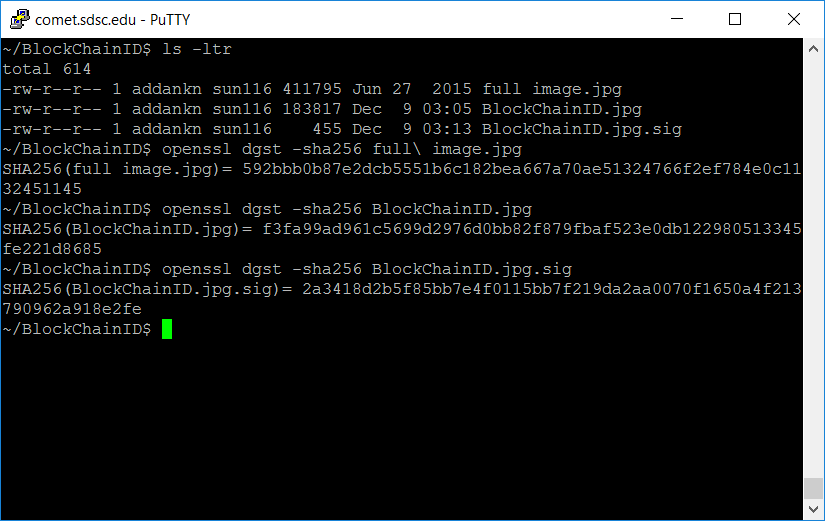 comet.sdsc.edu - PuTTY
~/BlockChainID$ ls -ltr
total 614
-rw-r--r-- 1 addankn sun116 411795 Jun 27  2015 full image.jpg
-rw-r--r-- 1 addankn sun116 183817 Dec  9 03:05 BlockChainID.jpg
-rw-r--r-- 1 addankn sun116    455 Dec  9 03:13 BlockChainID.jpg.sig
~/BlockChainID$ openssl dgst -sha256 full\ image.jpg
SHA256(full image.jpg)= 592bbb0b87e2dcb5551b6c182bea667a70ae51324766f2ef784e0c11
32451145
~/BlockChainID$ openssl dgst -sha256 BlockChainID.jpg
SHA256(BlockChainID.jpg)= f3fa99ad961c5699d2976d0bb82f879fbaf523e0db122980513345
fe221d8685
~/BlockChainID$ openssl dgst -sha256 BlockChainID.jpg.sig
SHA256(BlockChainID.jpg.sig)= 2a3418d2b5f85bb7e4f0115bb7f219da2aa0070f1650a4f213
790962a918e2fe
~/BlockChainID$